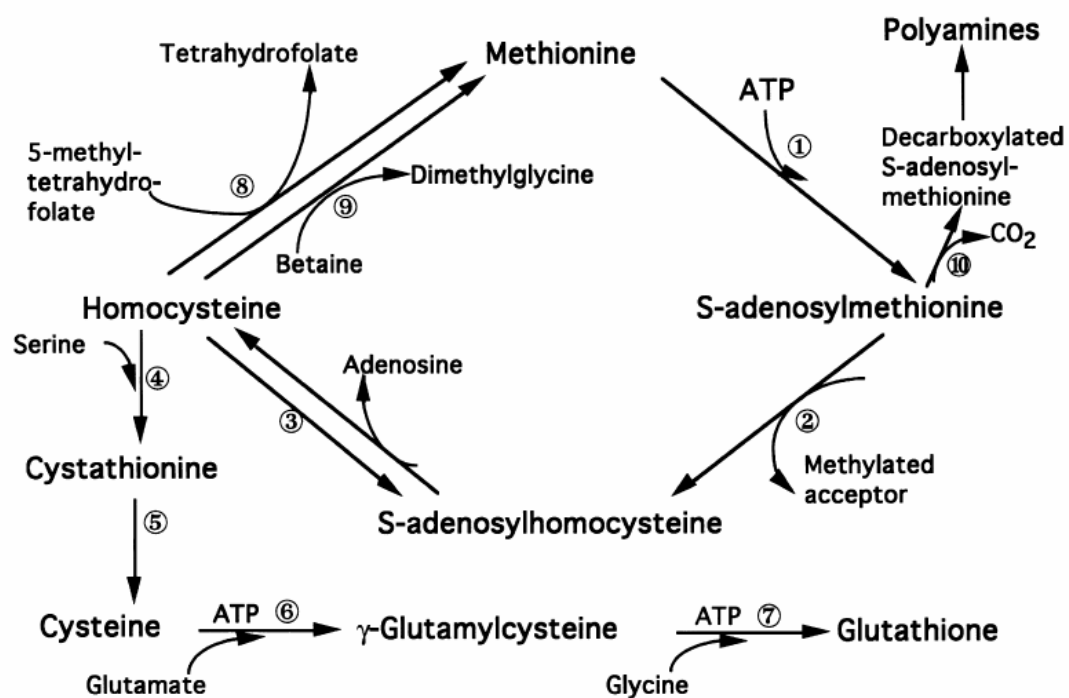 Polyamines
Tetrahydrofolate
Methionine
ATP
①
Decarboxylated
S-adenosyl-
methionine
5-methyl-
tetrahydro-
folate
⑧
Dimethylglycine
⑨
Betaine
CO2
⑩
Homocysteine
S-adenosylmethionine
Serine
④
Adenosine
③
②
Cystathionine
Methylated
acceptor
⑤
S-adenosylhomocysteine
Cysteine
ATP ⑥
γ-Glutamylcysteine
ATP ⑦
Glutathione
Glutamate
Glycine